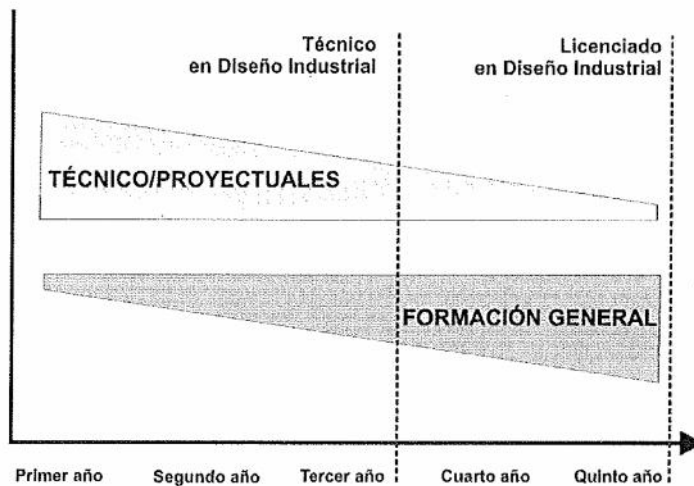 Técnico
en Diseño Industrial
Licenciado
en Diseño Industrial
TÉCNICO/PROYECTUALES
FORMACIÓN GENERAL
Primer año
Segundo año
Tercer año
Cuarto año
Quinto año